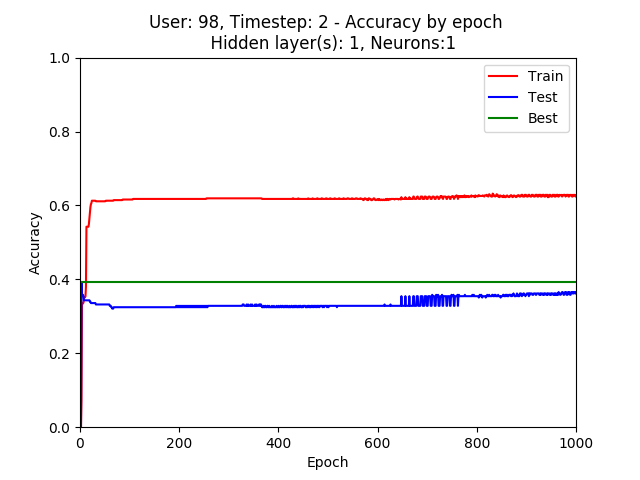 User: 98, Timestep: 2 - Accuracy by epoch
Hidden layer(s): 1, Neurons:1
1.0
0.8
0.6
0.4
0.2
0.0
Accuracy
Train
Test
Best
0 200 400 600 800 1000
Epoch